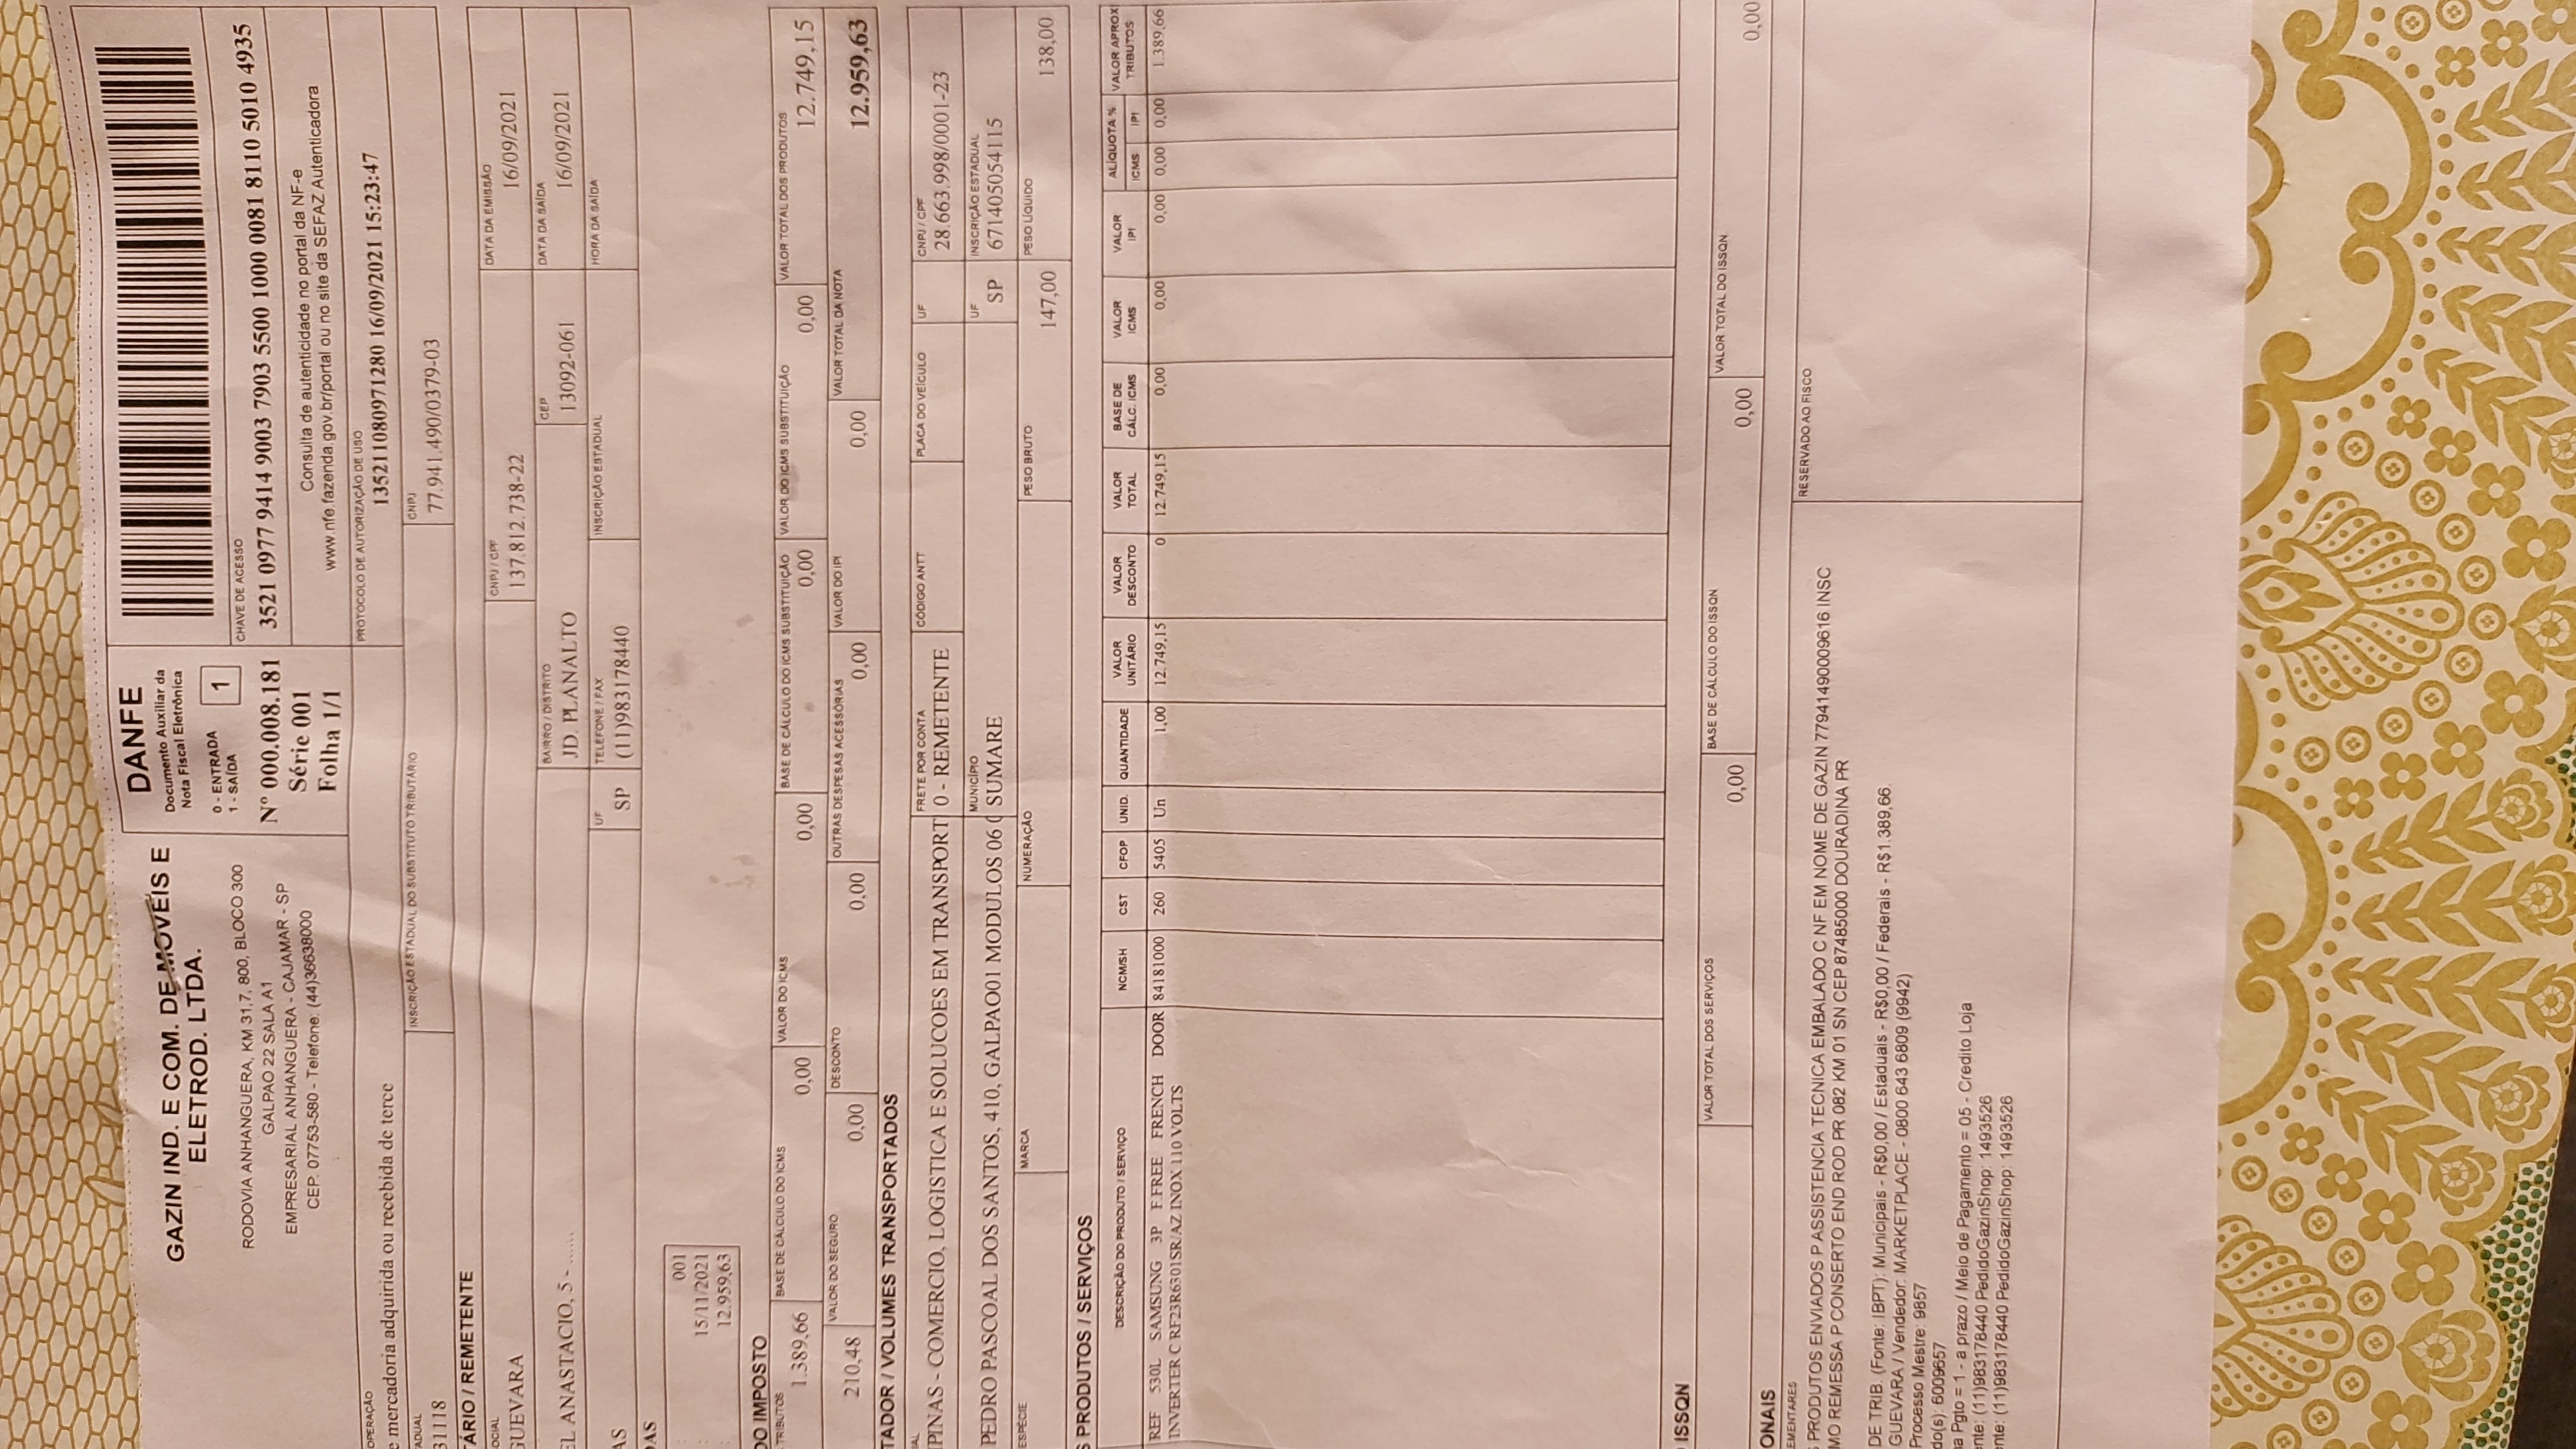 GAZIN IND. E COM. DE MOVEIS E
ELETROD. LTDA.
RODOVIA ANHANGUERA, KM 31,7, 800, BLOCO 300
GALPAO 22 SALA A1
EMPRESARIAL ANHANGUERA - CAJAMAR - SP
CEP: 07753-580 - Telefone: (44)36638000
DANFE
Documento Auxiliar da
Nota Fiscal Eletrônica
0 - ENTRADA
1 - SAÍDA
1
Nº 000.008.181
Série 001
Folha 1/1
CHAVE DE ACESSO
3521 0977 9414 9003 7903 5500 1000 0081 8110 5010 4935
Consulta de autenticidade no portal da NF-e
www.nfe.fazenda.gov.br/portal ou no site da SEFAZ Autenticadora
OPERAÇÃO
e mercadoria adquirida ou recebida de terce
PROTOCOLO DE AUTORIZAÇÃO DE USO
135211080971280 16/09/2021 15:23:47
ADUAL
31118
INSCRIÇÃO ESTADUAL DO SUBSTITUTO TRIBUTÁRIO
CNPJ
77.941.490/0379-03
TÁRIO / REMETENTE
OCIAL
GUEVARA
CNPJ / CPF
137.812.738-22
DATA DA EMISSÃO
16/09/2021
EL ANASTACIO, 5 - ......
BAIRRO / DISTRITO
JD. PLANALTO
CEP
13092-061
DATA DA SAÍDA
16/09/2021
AS
UF
SP
TELEFONE / FAX
(11)983178440
INSCRIÇÃO ESTADUAL
HORA DA SAÍDA
DAS
: 001
: 15/11/2021
: 12.959,63
DO IMPOSTO
TRIBUTOS
1.389,66
BASE DE CÁLCULO DO ICMS
0,00
VALOR DO ICMS
0,00
BASE DE CÁLCULO DO ICMS SUBSTITUIÇÃO
0,00
VALOR DO ICMS SUBSTITUIÇÃO
0,00
VALOR TOTAL DOS PRODUTOS
12.749,15
210,48
VALOR DO SEGURO
0,00
DESCONTO
0,00
OUTRAS DESPESAS ACESSÓRIAS
0,00
VALOR DO IPI
0,00
VALOR TOTAL DA NOTA
12.959,63
TADOR / VOLUMES TRANSPORTADOS
IAL
IPINAS - COMERCIO, LOGISTICA E SOLUCOES EM TRANSPORT
FRETE POR CONTA
0 - REMETENTE
CÓDIGO ANTT
PLACA DO VEÍCULO
UF
CNPJ / CPF
28.663.998/0001-23
PEDRO PASCOAL DOS SANTOS, 410, GALPAO01 MODULOS 06 (
MUNICÍPIO
SUMARE
UF
SP
INSCRIÇÃO ESTADUAL
671405054115
ESPÉCIE
MARCA
NUMERAÇÃO
PESO BRUTO
147,00
PESO LÍQUIDO
138,00
S PRODUTOS / SERVIÇOS
DESCRIÇÃO DO PRODUTO / SERVIÇO NCM/SH CST CFOP UNID. QUANTIDADE VALOR UNITÁRIO VALOR DESCONTO VALOR TOTAL BASE DE CÁLC. ICMS VALOR ICMS VALOR IPI ALÍQUOTA % ICMS IPI VALOR APROX TRIBUTOS
REF 530L SAMSUNG 3P F.FREE FRENCH DOOR 84181000 260 5405 Un 1,00 12.749,15 0 12.749,15 0,00 0,00 0,00 0,00 0,00 1.389,66
INVERTER C RF23R6301SR/AZ INOX 110 VOLTS
ISSQN
VALOR TOTAL DOS SERVIÇOS
0,00
BASE DE CÁLCULO DO ISSQN
0,00
VALOR TOTAL DO ISSQN
0,00
ONAIS
EMENTARES
S PRODUTOS ENVIADOS P ASSISTENCIA TECNICA EMBALADO C NF EM NOME DE GAZIN 77941490009616 INSC
MO REMESSA P CONSERTO END ROD PR 082 KM 01 SN CEP 87485000 DOURADINA PR
DE TRIB. (Fonte: IBPT): Municipais - R$0,00 / Estaduais - R$0,00 / Federais - R$1.389,66.
GUEVARA / Vendedor: MARKETPLACE - 0800 643 6809 (9942)
Processo Mestre: 9857
do(s): 6009657
na Pgto = 1 - a prazo / Meio de Pagamento = 05 - Credito Loja
ente: (11)983178440 PedidoGazinShop: 1493526
ente: (11)983178440 PedidoGazinShop: 1493526
RESERVADO AO FISCO